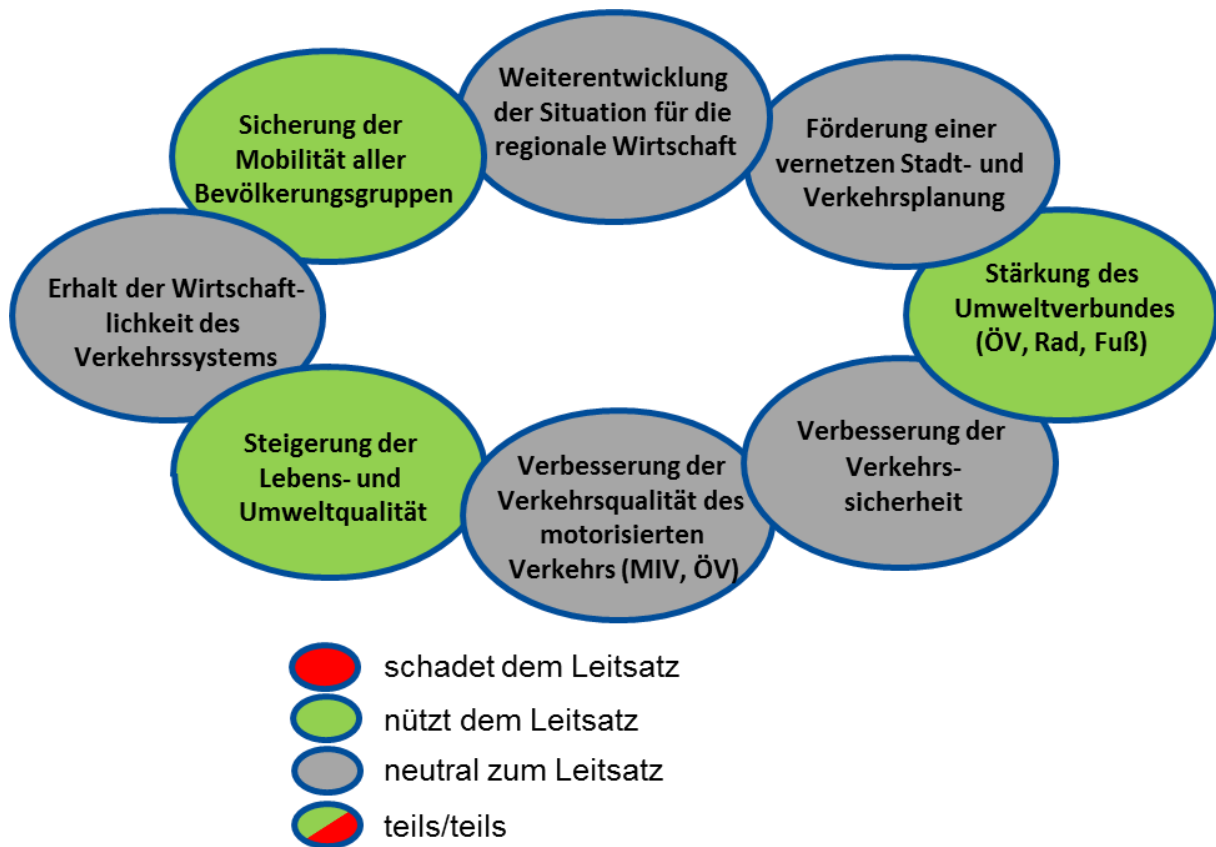 Weiterentwicklung
der Situation für die
regionale Wirtschaft
Sicherung der
Mobilität aller
Bevölkerungsgruppen
Förderung einer
vernetzen Stadt- und
Verkehrsplanung
Erhalt der Wirtschaft-
lichkeit des
Verkehrssystems
Stärkung des
Umweltverbundes
(ÖV, Rad, Fuß)
Steigerung der
Lebens- und
Umweltqualität
Verbesserung der
Verkehrsqualität des
motorisierten
Verkehrs (MIV, ÖV)
Verbesserung der
Verkehrs-
sicherheit
schadet dem Leitsatz
nützt dem Leitsatz
neutral zum Leitsatz
teils/teils